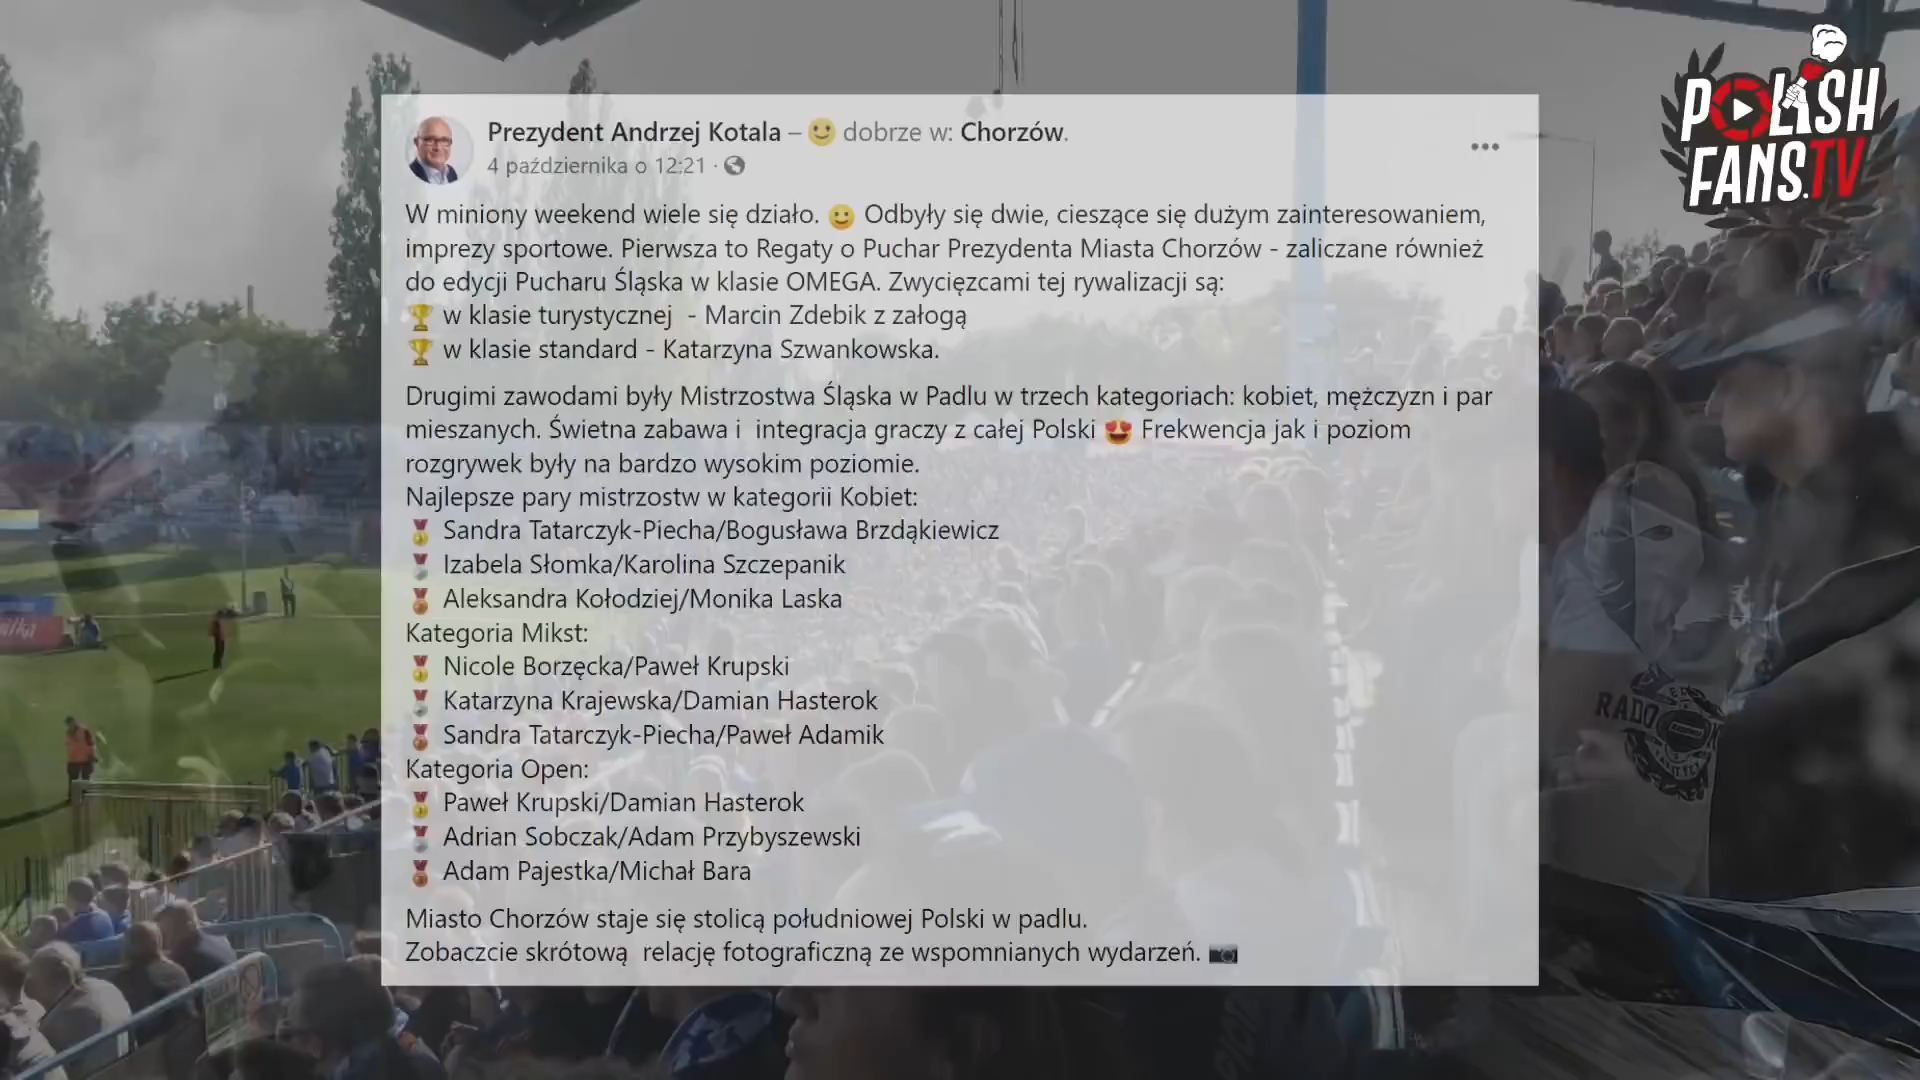 POLISH
FANS.TV
Prezydent Andrzej Kotala – 🙂 dobrze w: Chorzów.
4 października o 12:21 ·
W miniony weekend wiele się działo. 🙂 Odbyły się dwie, cieszące się dużym zainteresowaniem,
imprezy sportowe. Pierwsza to Regaty o Puchar Prezydenta Miasta Chorzów - zaliczane również
do edycji Pucharu Śląska w klasie OMEGA. Zwycięzcami tej rywalizacji są:
🏆 w klasie turystycznej - Marcin Zdebik z załogą
🏆 w klasie standard - Katarzyna Szwankowska.
Drugimi zawodami były Mistrzostwa Śląska w Padlu w trzech kategoriach: kobiet, mężczyzn i par
mieszanych. Świetna zabawa i integracja graczy z całej Polski 😍 Frekwencja jak i poziom
rozgrywek były na bardzo wysokim poziomie.
Najlepsze pary mistrzostw w kategorii Kobiet:
🥇 Sandra Tatarczyk-Piecha/Bogusława Brzdąkiewicz
🥈 Izabela Słomka/Karolina Szczepanik
🥉 Aleksandra Kołodziej/Monika Laska
Kategoria Mikst:
🥇 Nicole Borzęcka/Paweł Krupski
🥈 Katarzyna Krajewska/Damian Hasterok
🥉 Sandra Tatarczyk-Piecha/Paweł Adamik
Kategoria Open:
🥇 Paweł Krupski/Damian Hasterok
🥈 Adrian Sobczak/Adam Przybyszewski
🥉 Adam Pajestka/Michał Bara
Miasto Chorzów staje się stolicą południowej Polski w padlu.
Zobaczcie skrótową relację fotograficzną ze wspomnianych wydarzeń. 📷